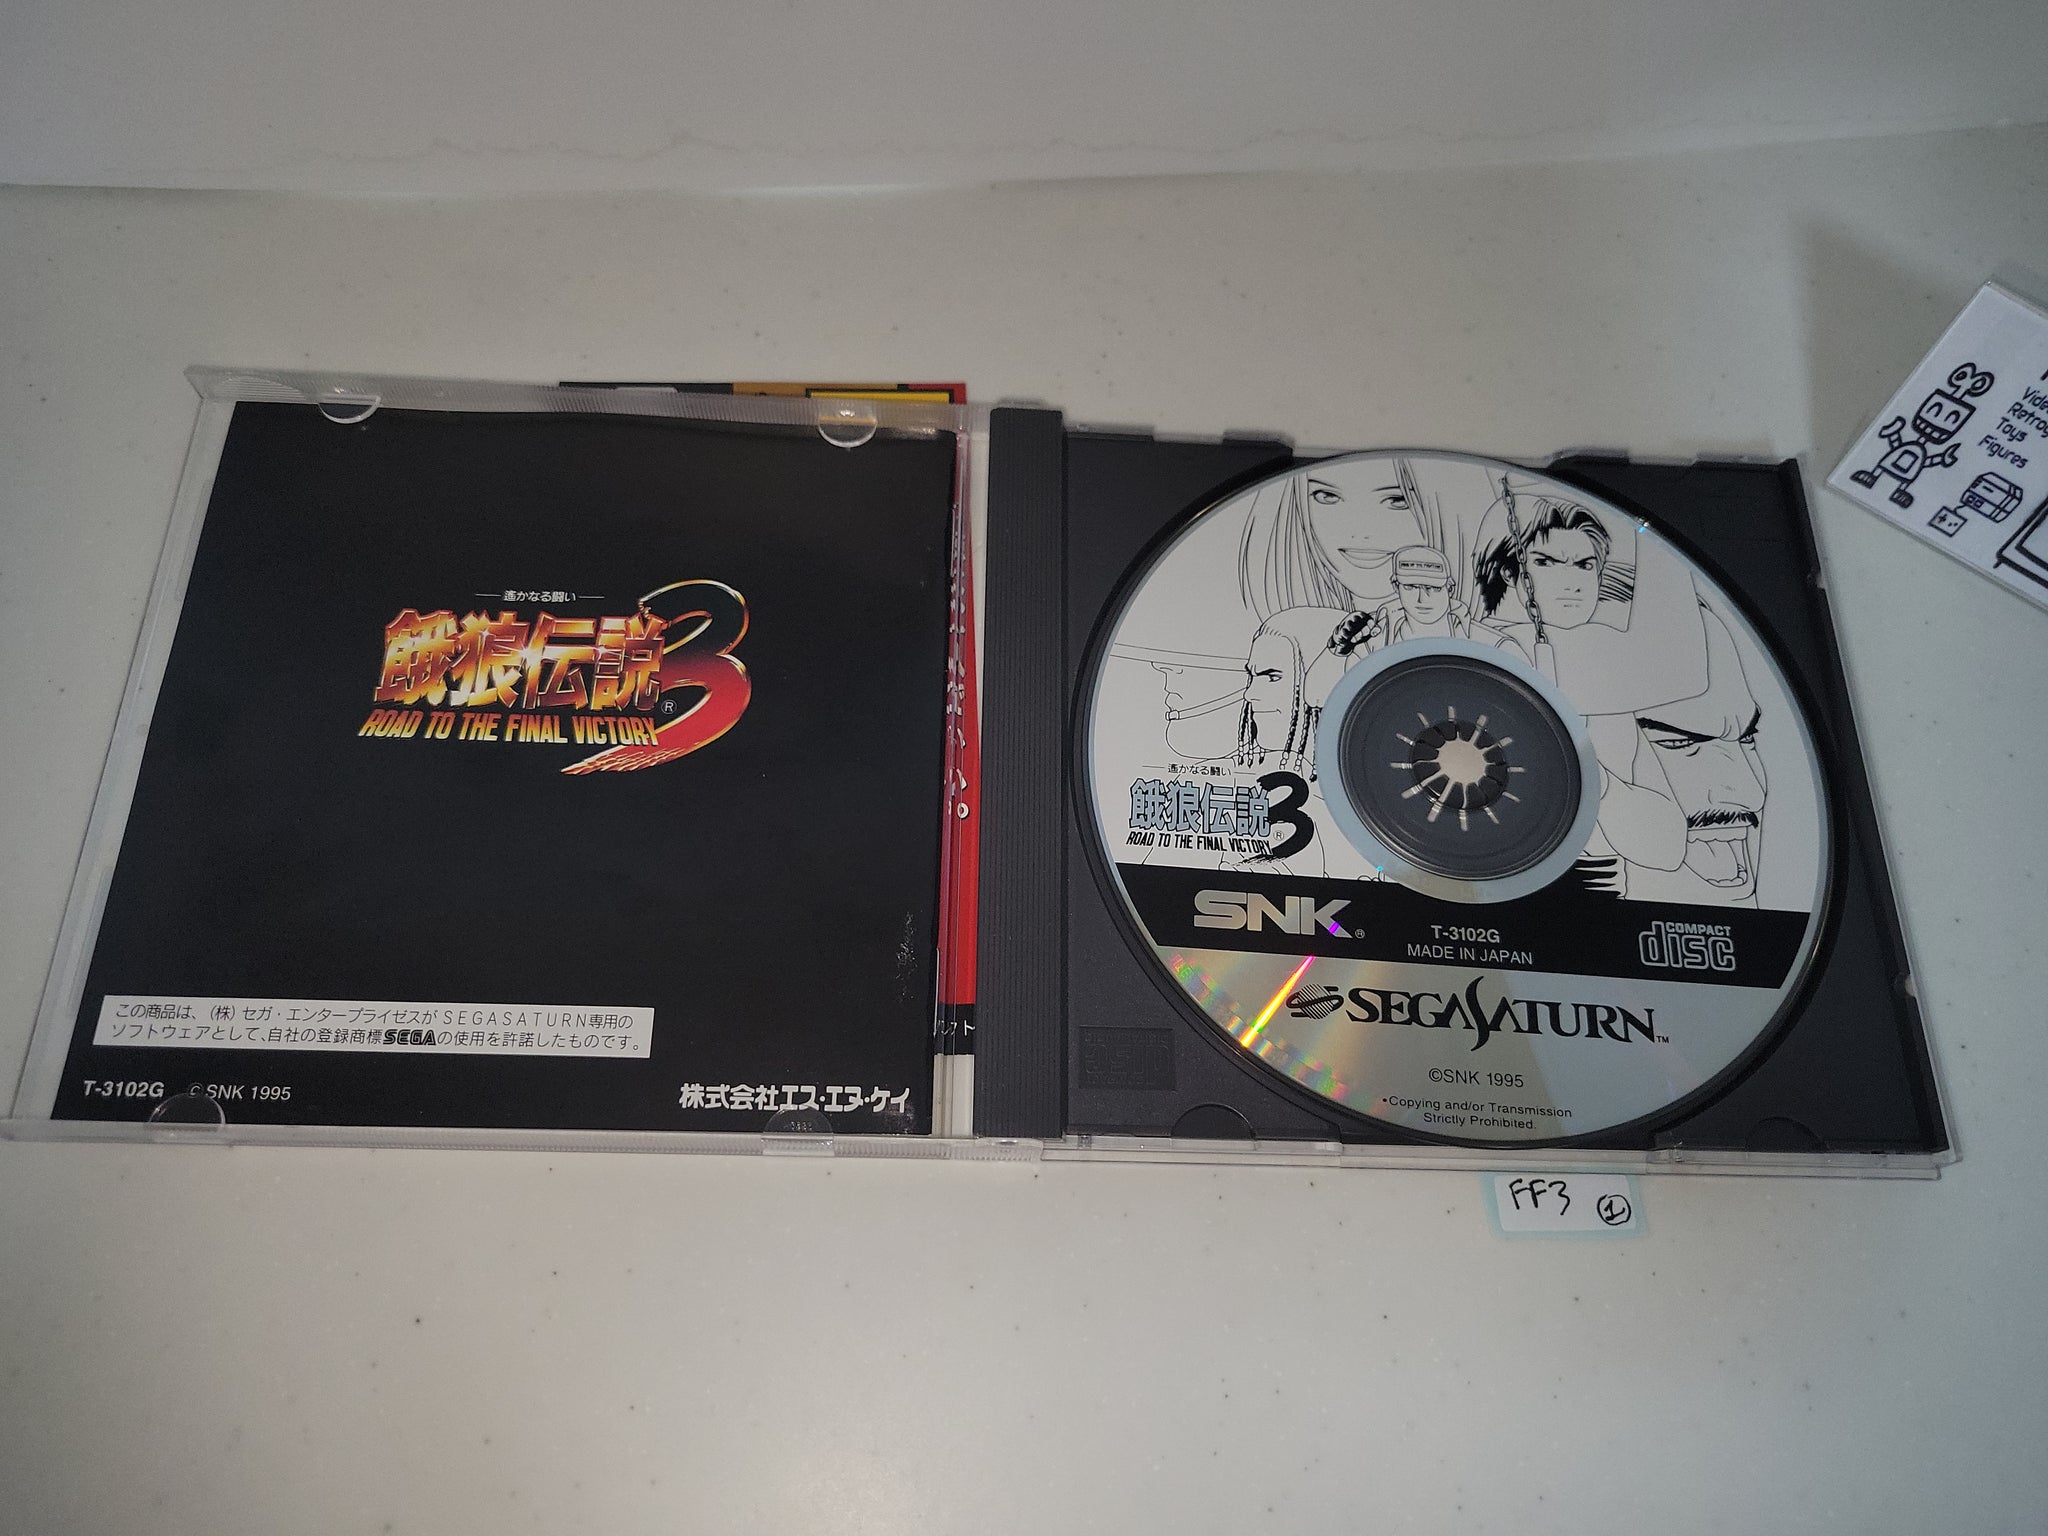 遙かなる闘い
餓狼伝説3
ROAD TO THE FINAL VICTORY
この商品は、(株)セガ・エンタープライゼスがSEGASATURN専用の
ソフトウェアとして、自社の登録商標SEGAの使用を許諾したものです。
T-3102G ©SNK 1995
株式会社エス・エヌ・ケイ
遙かなる闘い
餓狼伝説3®
ROAD TO THE FINAL VICTORY
SNK®
T-3102G
MADE IN JAPAN
COMPACT
disc
SEGASATURN™
©SNK 1995
•Copying and/or Transmission
Strictly Prohibited.
FF3 ①
Toys
Figures